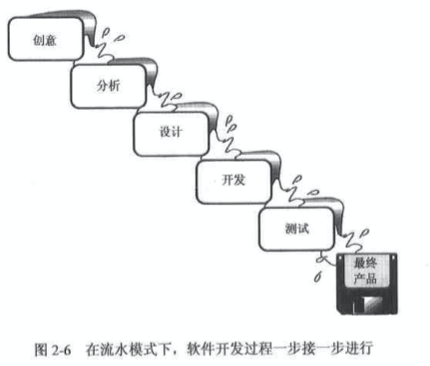 创意
分析
设计
开发
测试
最终
产品
图 2-6 在流水模式下，软件开发过程一步接一步进行